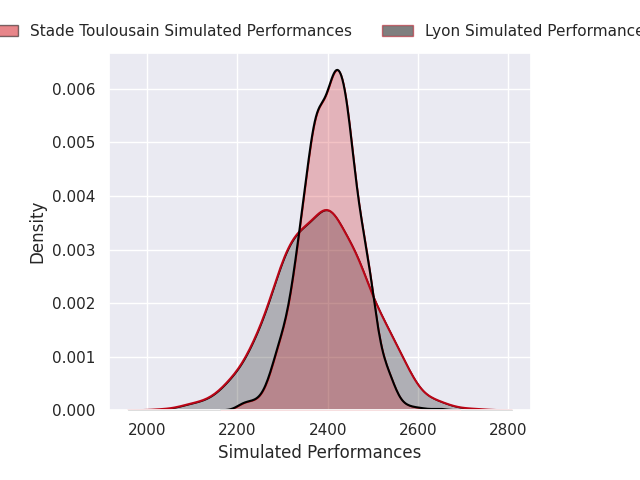 Stade Toulousain Simulated Performances
Lyon Simulated Performance
0.006
0.005
0.004
0.003
0.002
0.001
0.000
Density
2000 2200 2400 2600 2800
Simulated Performances